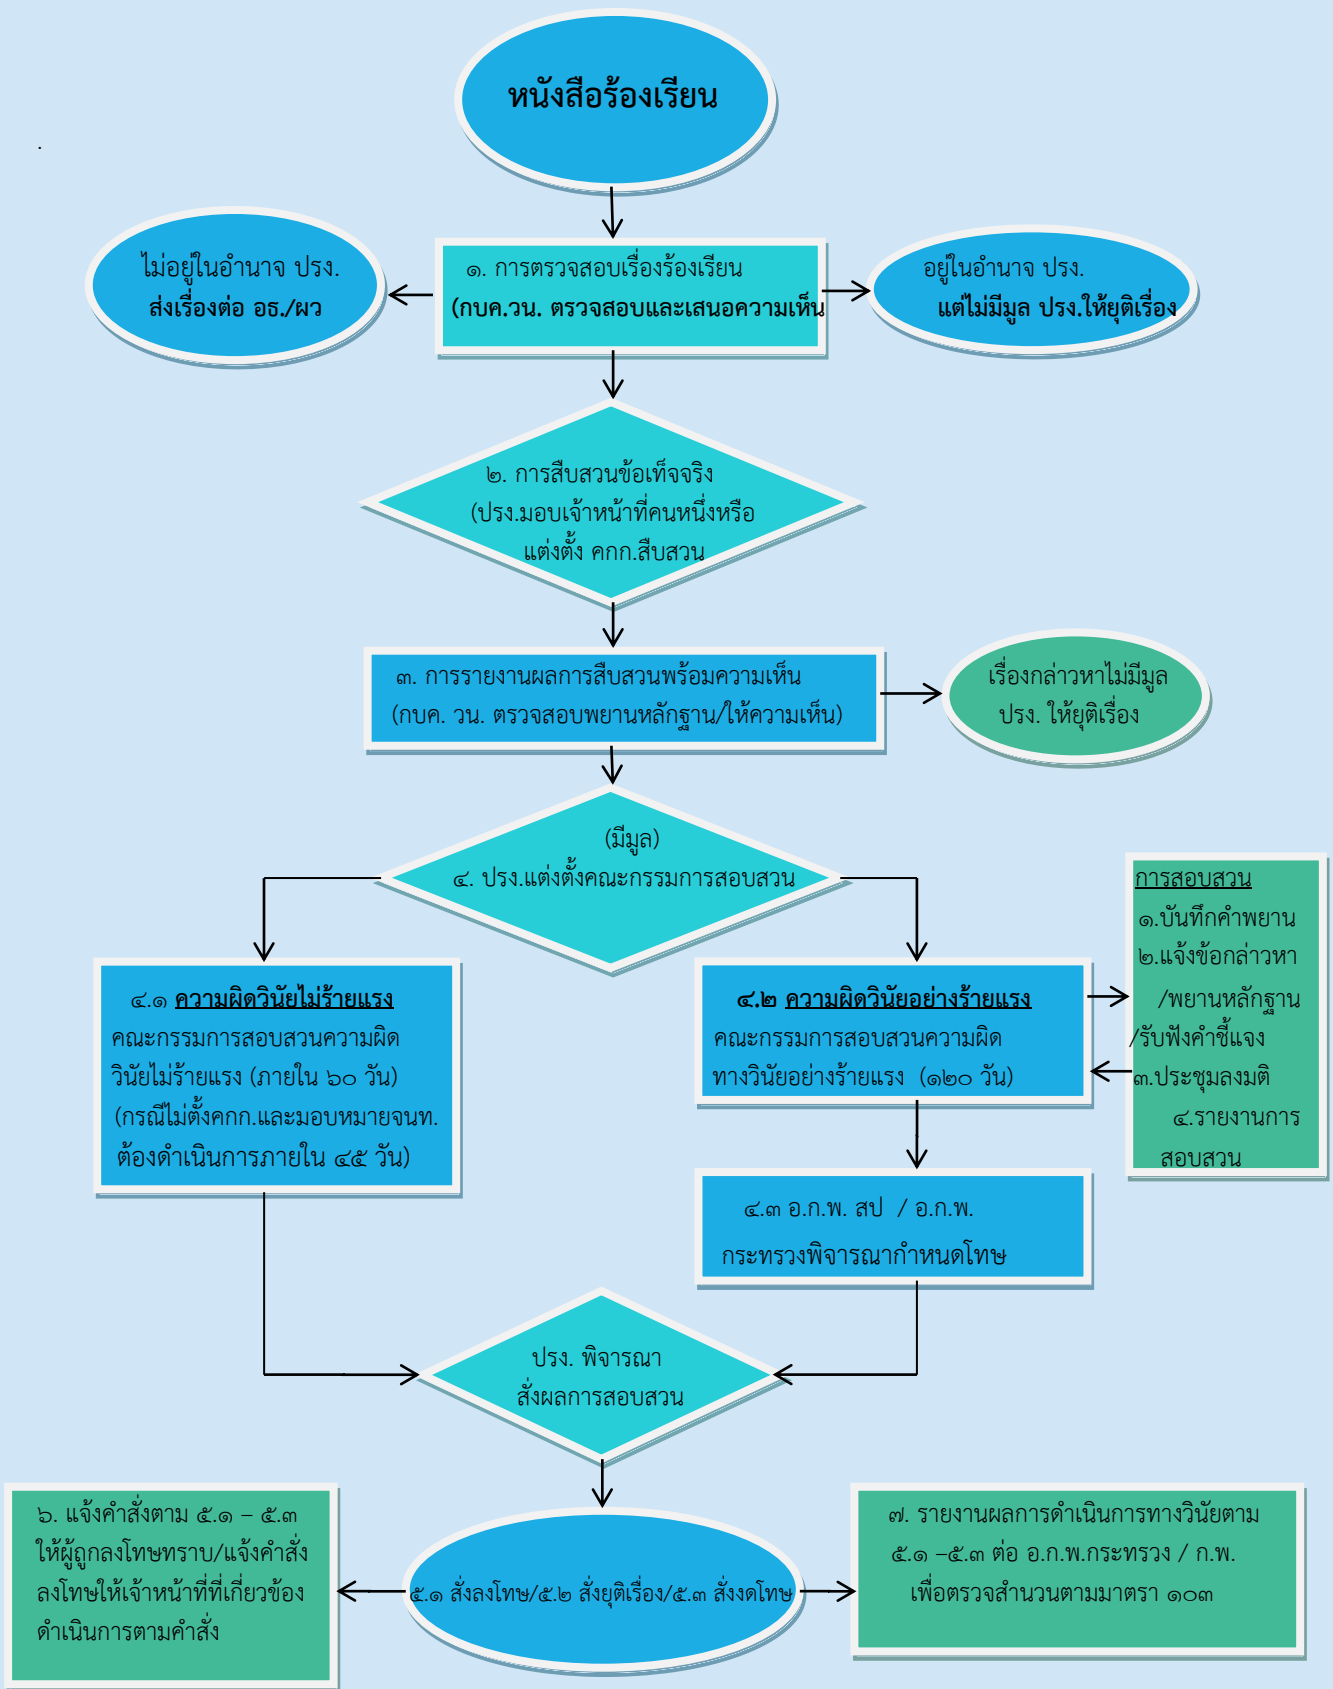 หนังสือร้องเรียน
ไม่อยู่ในอำนาจ ปรง.
ส่งเรื่องต่อ อธ./ผว
๑. การตรวจสอบเรื่องร้องเรียน
(กบค.วน. ตรวจสอบและเสนอความเห็น
อยู่ในอำนาจ ปรง.
แต่ไม่มีมูล ปรง.ให้ยุติเรื่อง
๒. การสืบสวนข้อเท็จจริง
(ปรง.มอบเจ้าหน้าที่คนหนึ่งหรือ
แต่งตั้ง คกก.สืบสวน
๓. การรายงานผลการสืบสวนพร้อมความเห็น
(กบค. วน. ตรวจสอบพยานหลักฐาน/ให้ความเห็น)
เรื่องกล่าวหาไม่มีมูล
ปรง. ให้ยุติเรื่อง
(มีมูล)
๔. ปรง.แต่งตั้งคณะกรรมการสอบสวน
๔.๑ ความผิดวินัยไม่ร้ายแรง
คณะกรรมการสอบสวนความผิด
วินัยไม่ร้ายแรง (ภายใน ๖๐ วัน)
(กรณีไม่ตั้งคกก.และมอบหมายจนท.
ต้องดำเนินการภายใน ๔๕ วัน)
๔.๒ ความผิดวินัยอย่างร้ายแรง
คณะกรรมการสอบสวนความผิด
ทางวินัยอย่างร้ายแรง (๑๒๐ วัน)
การสอบสวน
๑.บันทึกคำพยาน
๒.แจ้งข้อกล่าวหา
/พยานหลักฐาน
/รับฟังคำชี้แจง
๓.ประชุมลงมติ
๔.รายงานการ
สอบสวน
๔.๓ อ.ก.พ. สป / อ.ก.พ.
กระทรวงพิจารณากำหนดโทษ
ปรง. พิจารณา
สั่งผลการสอบสวน
๖. แจ้งคำสั่งตาม ๕.๑ – ๕.๓
ให้ผู้ถูกลงโทษทราบ/แจ้งคำสั่ง
ลงโทษให้เจ้าหน้าที่ที่เกี่ยวข้อง
ดำเนินการตามคำสั่ง
๕.๑ สั่งลงโทษ/๕.๒ สั่งยุติเรื่อง/๕.๓ สั่งงดโทษ
๗. รายงานผลการดำเนินการทางวินัยตาม
๕.๑ –๕.๓ ต่อ อ.ก.พ.กระทรวง / ก.พ.
เพื่อตรวจสำนวนตามมาตรา ๑๐๓